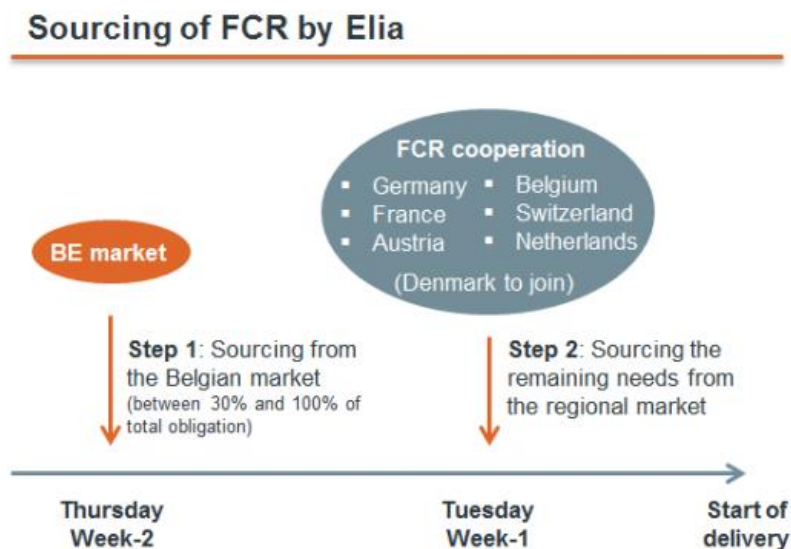 Sourcing of FCR by Elia
FCR cooperation
▪ Germany ▪ Belgium
▪ France ▪ Switzerland
▪ Austria ▪ Netherlands
(Denmark to join)
BE market
Step 1: Sourcing from
the Belgian market
(between 30% and 100% of
total obligation)
Step 2: Sourcing the
remaining needs from
the regional market
Thursday
Week-2
Tuesday
Week-1
Start of
delivery